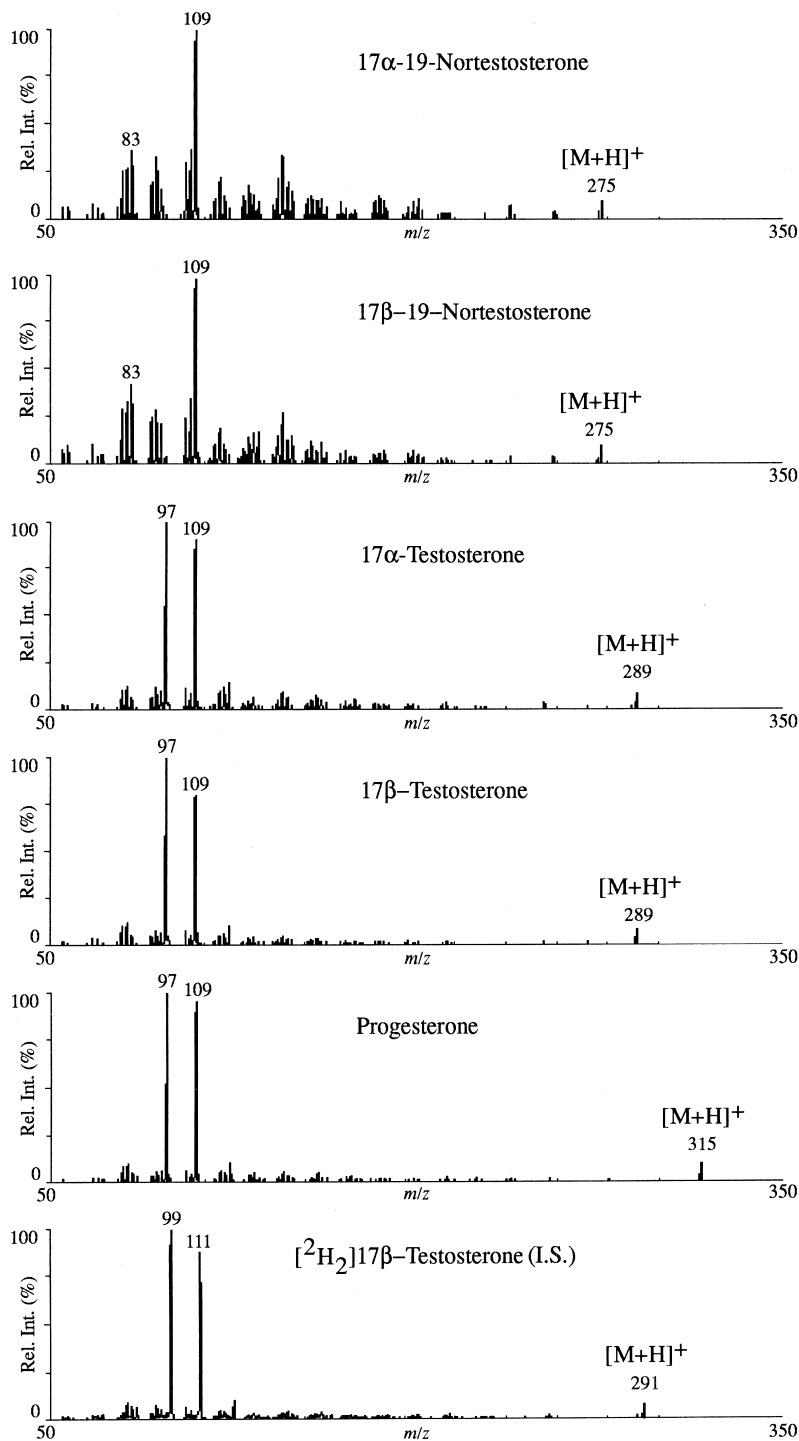 109
100
17α-19-Nortestosterone
83
[M+H]+
275
Rel. Int. (%)
0
50
m/z
350
109
100
17β–19–Nortestosterone
83
[M+H]+
275
Rel. Int. (%)
0
50
m/z
350
97
100
109
17α-Testosterone
[M+H]+
289
Rel. Int. (%)
0
50
m/z
350
97
100
109
17β–Testosterone
[M+H]+
289
Rel. Int. (%)
0
50
m/z
350
97
109
100
Progesterone
[M+H]+
315
Rel. Int. (%)
0
50
m/z
350
99
100
111
[2H2]17β–Testosterone (I.S.)
[M+H]+
291
Rel. Int. (%)
0
50
m/z
350